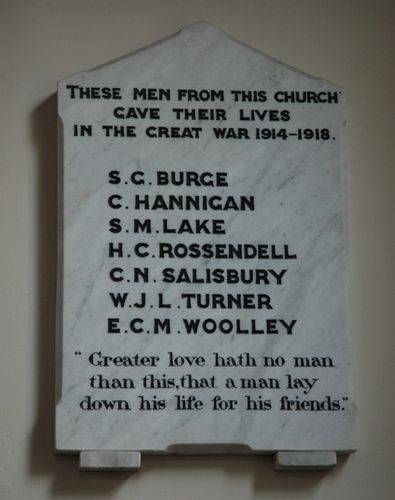 THESE MEN FROM THIS CHURCH
GAVE THEIR LIVES
IN THE GREAT WAR 1914-1918.
S.G. BURGE
C. HANNIGAN
S.M. LAKE
H.C. ROSSENDELL
C.N. SALISBURY
W.J.L. TURNER
E.C.M. WOOLLEY
"Greater love hath no man
than this, that a man lay
down his life for his friends."